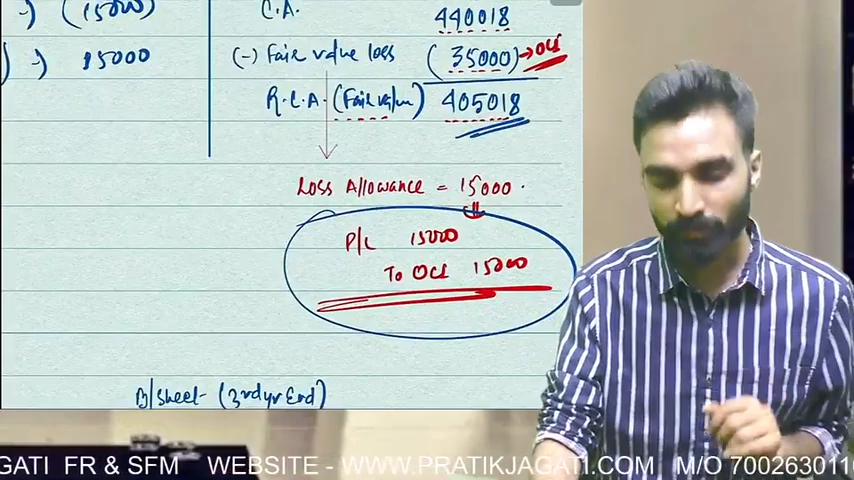 (15000)
15000
C.A. 440018
(-) Fair value loss (35000) → OCI
R.C.A. (Fair value) 405018
Loss Allowance = 15000.
P/L 15000
To OCI 15000
B/Sheet (3rd yr End)
GATI FR & SFM WEBSITE - WWW.PRATIKJAGATI.COM M/O 7002630110